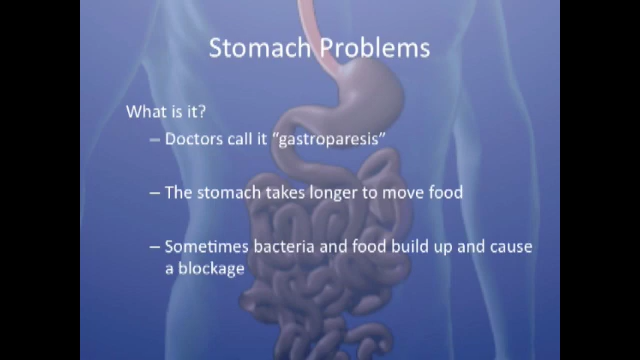 Stomach Problems
What is it?
– Doctors call it “gastroparesis”
– The stomach takes longer to move food
– Sometimes bacteria and food build up and cause
a blockage